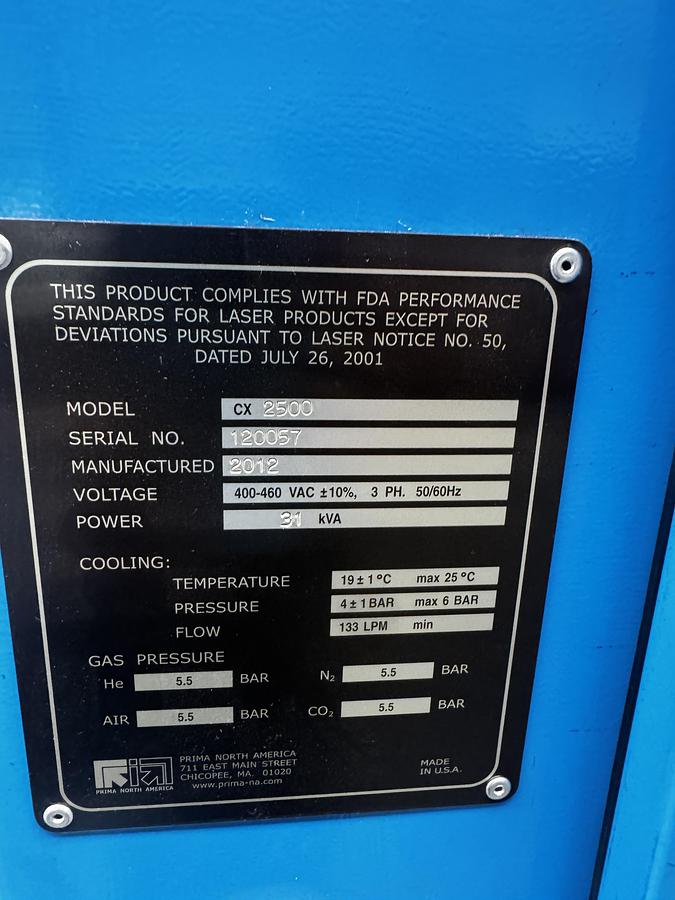 THIS PRODUCT COMPLIES WITH FDA PERFORMANCE
STANDARDS FOR LASER PRODUCTS EXCEPT FOR
DEVIATIONS PURSUANT TO LASER NOTICE NO. 50,
DATED JULY 26, 2001
MODEL CX 2500
SERIAL NO. 120057
MANUFACTURED 2012
VOLTAGE 400-460 VAC ±10%, 3 PH. 50/60Hz
POWER 31 kVA
COOLING:
TEMPERATURE 19 ± 1 °C max 25 °C
PRESSURE 4 ± 1 BAR max 6 BAR
FLOW 133 LPM min
GAS PRESSURE
He 5.5 BAR N₂ 5.5 BAR
AIR 5.5 BAR CO₂ 5.5 BAR
PRIMA NORTH AMERICA
711 EAST MAIN STREET
CHICOPEE, MA. 01020
www.prima-na.com
PRIMA NORTH AMERICA
MADE
IN U.S.A.